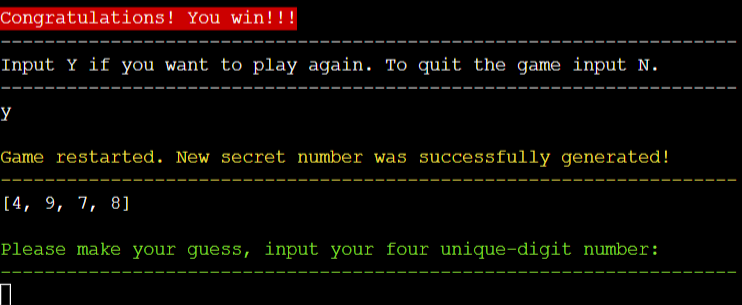 Congratulations! You win!!!
--------------------------------------------------------------------
Input Y if you want to play again. To quit the game input N.
--------------------------------------------------------------------
y
Game restarted. New secret number was successfully generated!
--------------------------------------------------------------------
[4, 9, 7, 8]
Please make your guess, input your four unique-digit number:
--------------------------------------------------------------------